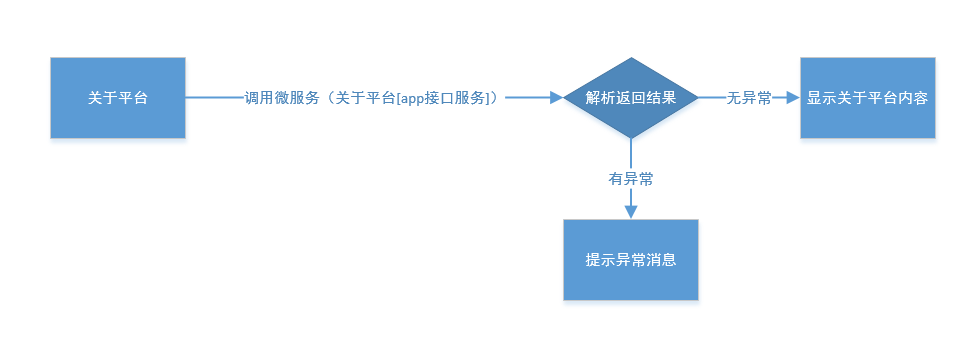 关于平台
调用微服务（关于平台[app接口服务]）
解析返回结果
无异常
显示关于平台内容
有异常
提示异常消息